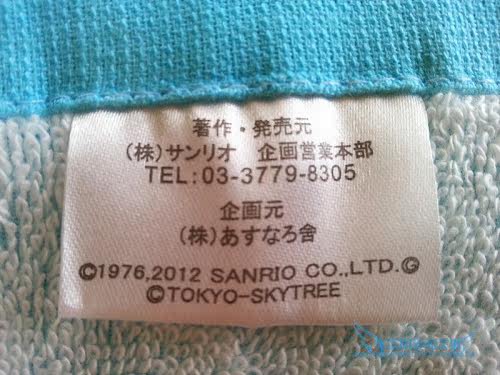 著作・発売元
(株)サンリオ 企画営業本部
TEL:03-3779-8305
企画元
(株)あすなろ舎
©1976,2012 SANRIO CO.,LTD.Ⓖ
©TOKYO-SKYTREE